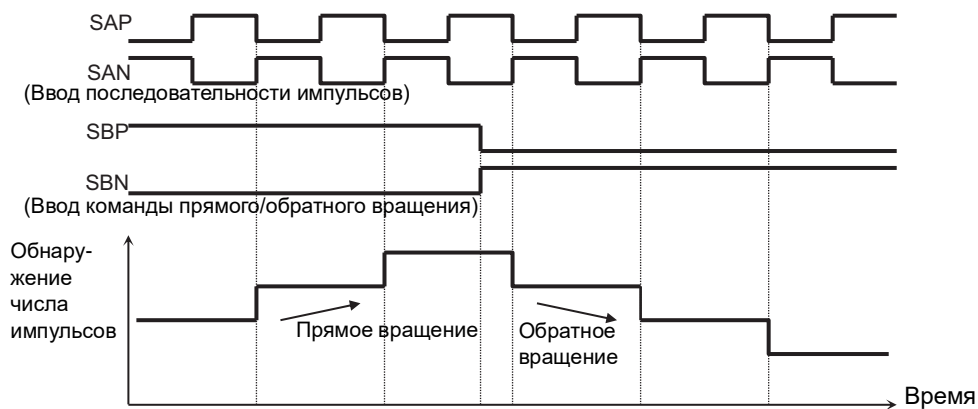 SAP
SAN
(Ввод последовательности импульсов)
SBP
SBN
(Ввод команды прямого/обратного вращения)
Обнару-
жение
числа
импульсов
Прямое вращение
Обратное
вращение
Время